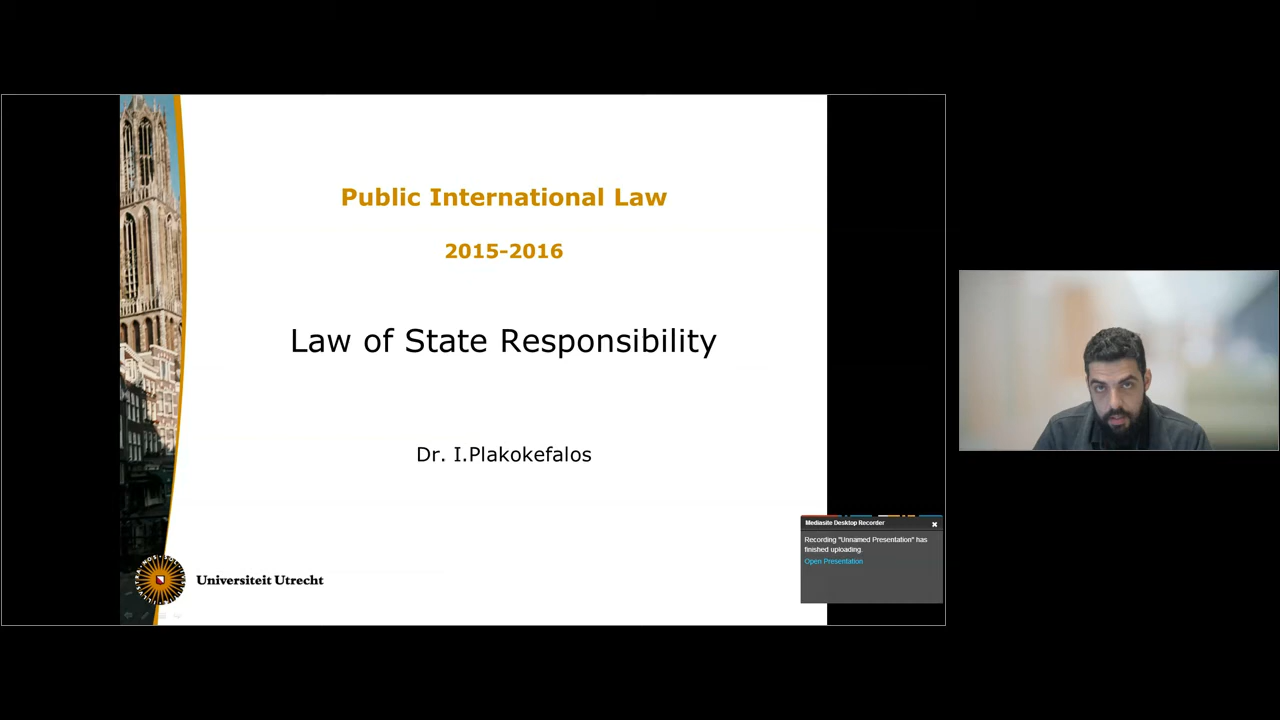 Public International Law
2015-2016
Law of State Responsibility
Dr. I.Plakokefalos
Universiteit Utrecht
Mediasite Desktop Recorder
Recording "Unnamed Presentation" has
finished uploading.
Open Presentation